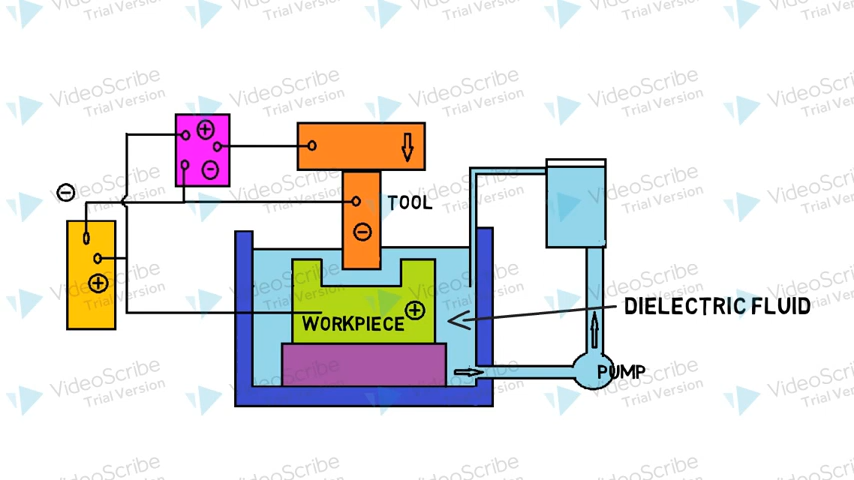 VideoScribe
Trial Version
⊕
⊖
⊖
TOOL
⊖
⊕
WORKPIECE ⊕
DIELECTRIC FLUID
PUMP